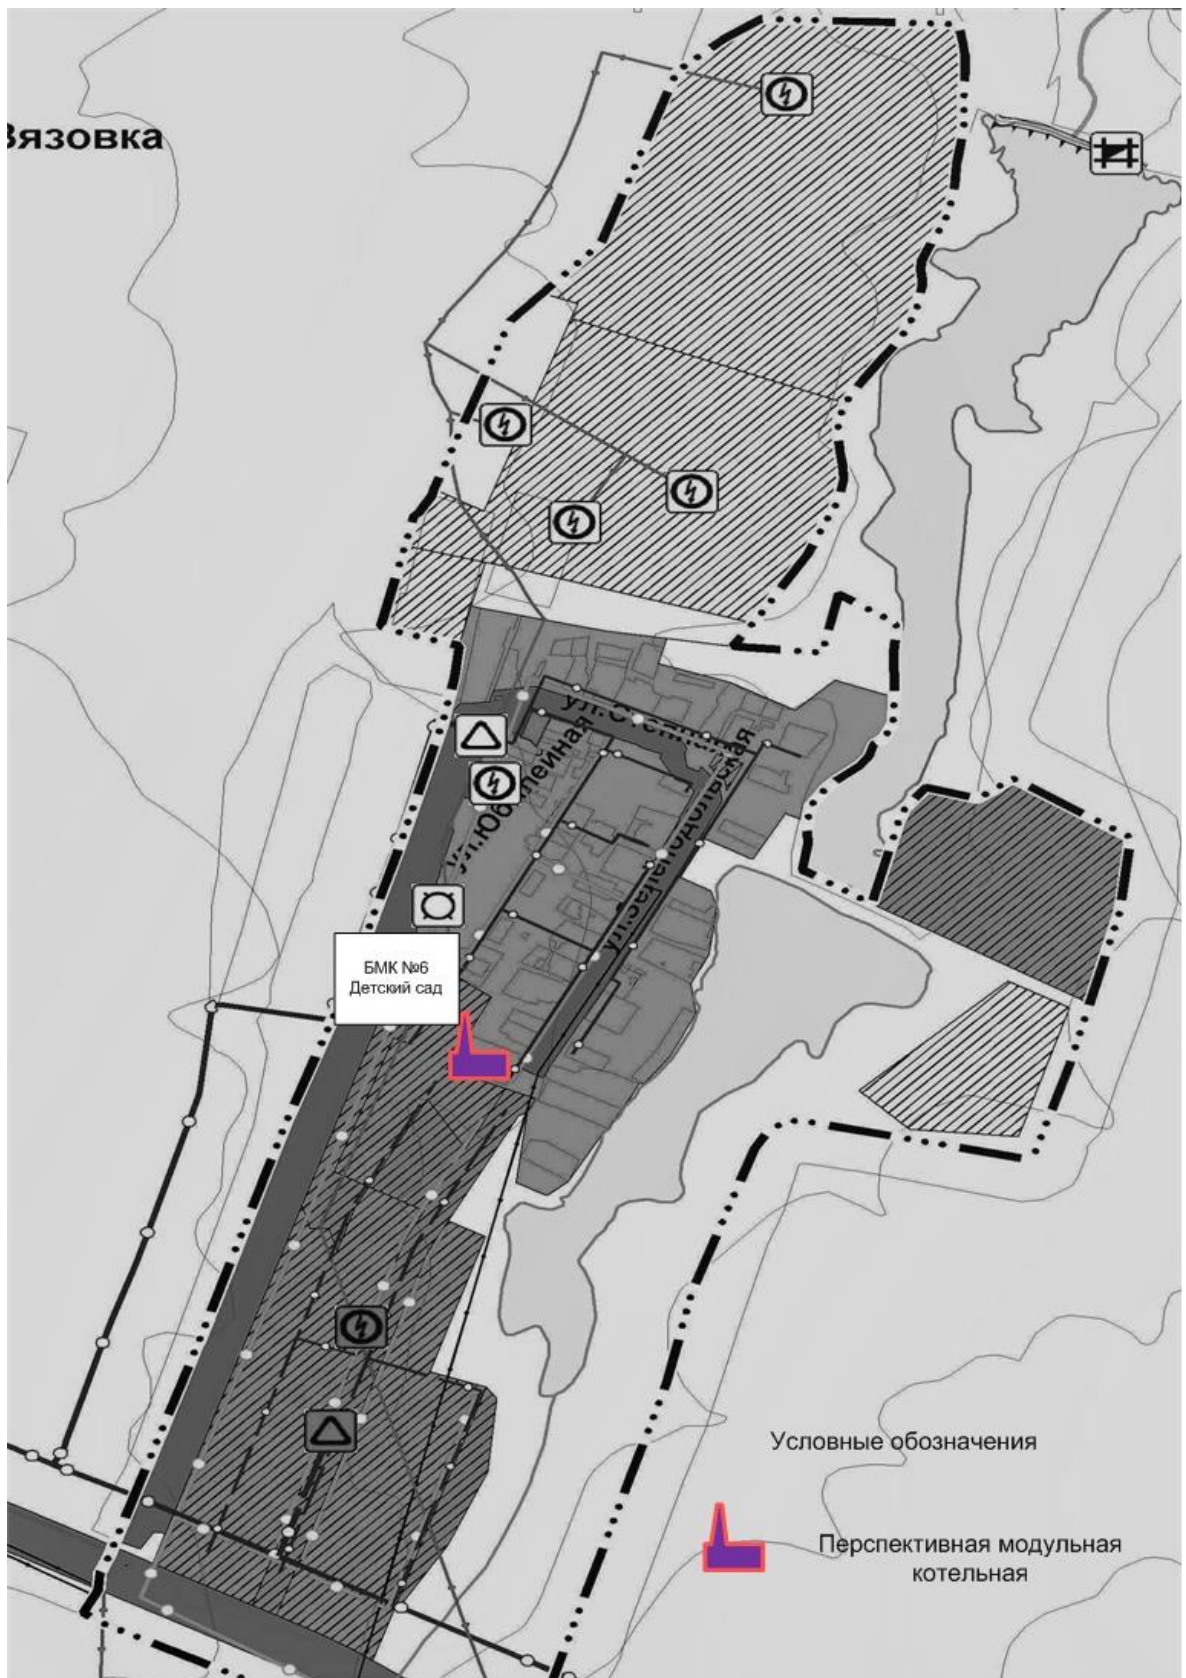 Вязовка
ул.Степная
ул.Юбилейная
ул.Зеленодольская
БМК №6
Детский сад
Условные обозначения
Перспективная модульная
котельная